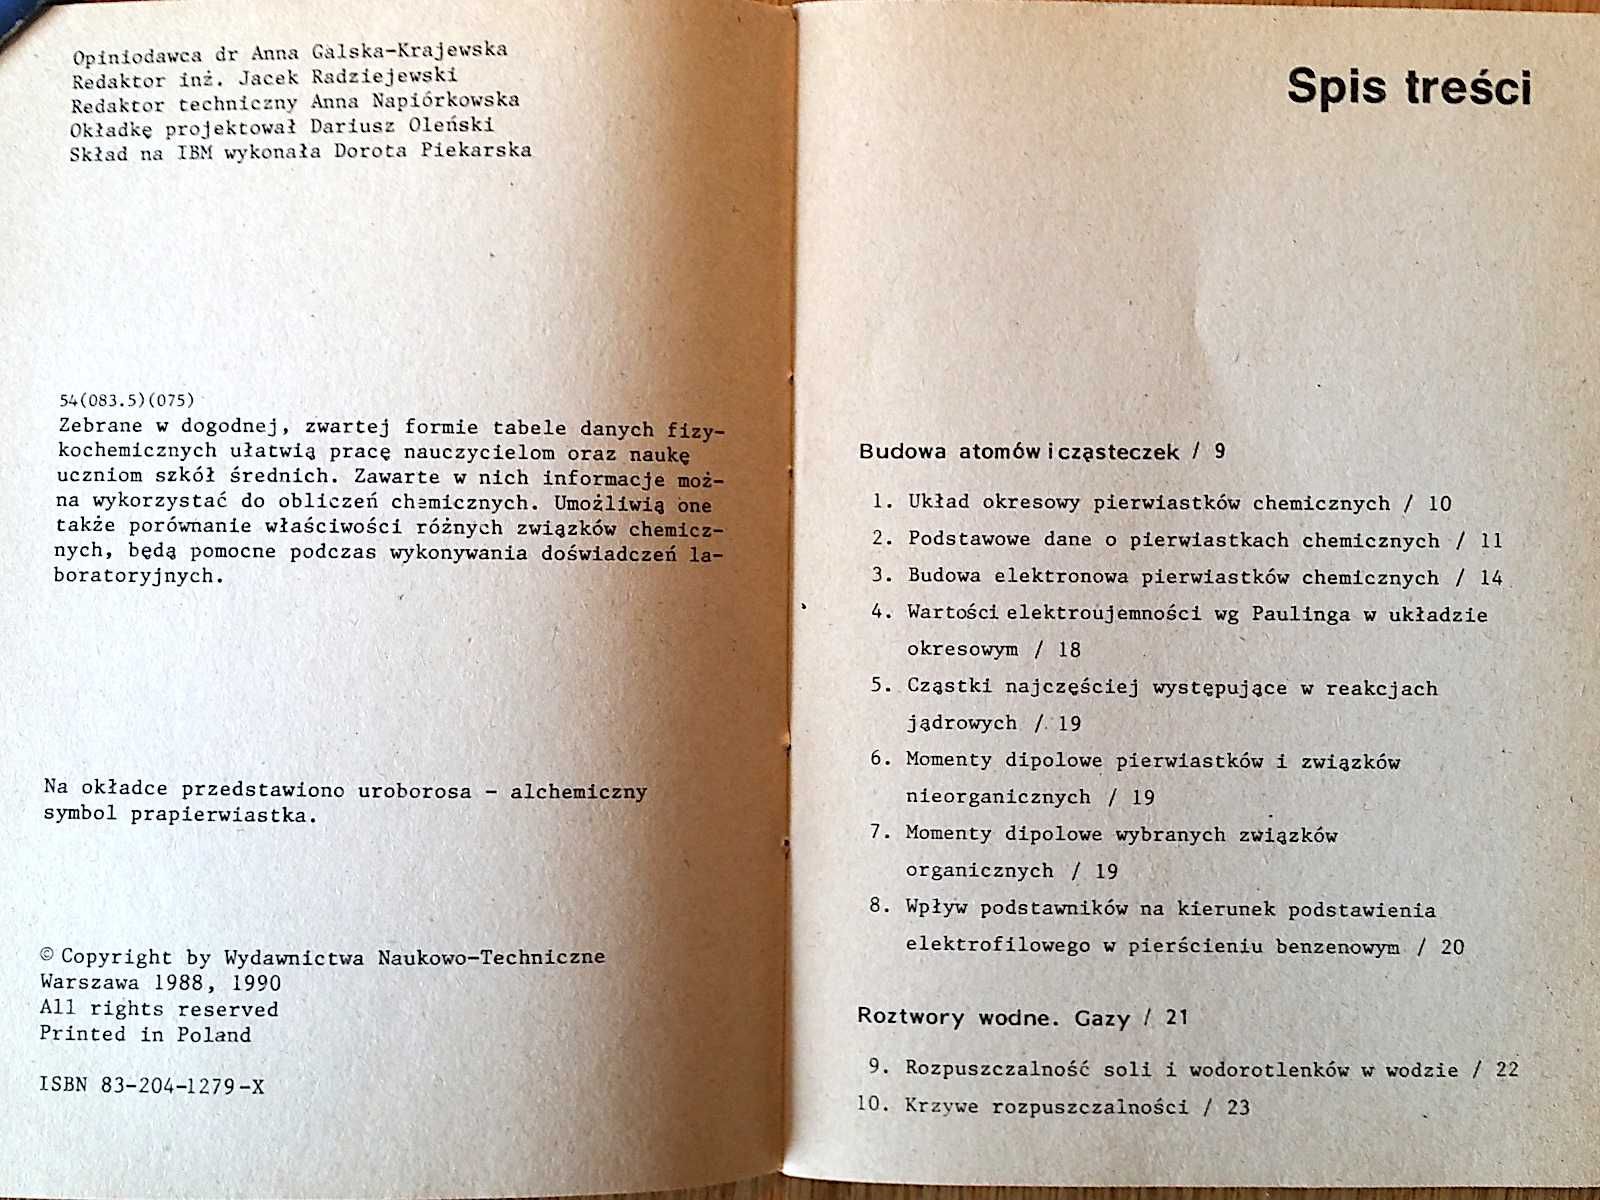 Opiniodawca dr Anna Galska-Krajewska
Redaktor inż. Jacek Radziejewski
Redaktor techniczny Anna Napiórkowska
Okładkę projektował Dariusz Oleński
Skład na IBM wykonała Dorota Piekarska
54(083.5)(075)
Zebrane w dogodnej, zwartej formie tabele danych fizy-
kochemicznych ułatwią pracę nauczycielom oraz naukę
uczniom szkół średnich. Zawarte w nich informacje moż-
na wykorzystać do obliczeń chemicznych. Umożliwią one
także porównanie właściwości różnych związków chemicz-
nych, będą pomocne podczas wykonywania doświadczeń la-
boratoryjnych.
Na okładce przedstawiono uroborosa - alchemiczny
symbol prapierwiastka.
© Copyright by Wydawnictwa Naukowo-Techniczne
Warszawa 1988, 1990
All rights reserved
Printed in Poland
ISBN 83-204-1279-X
Spis treści
Budowa atomów i cząsteczek / 9
1. Układ okresowy pierwiastków chemicznych / 10
2. Podstawowe dane o pierwiastkach chemicznych / 11
3. Budowa elektronowa pierwiastków chemicznych / 14
4. Wartości elektroujemności wg Paulinga w układzie
okresowym / 18
5. Cząstki najczęściej występujące w reakcjach
jądrowych / 19
6. Momenty dipolowe pierwiastków i związków
nieorganicznych / 19
7. Momenty dipolowe wybranych związków
organicznych / 19
8. Wpływ podstawników na kierunek podstawienia
elektrofilowego w pierścieniu benzenowym / 20
Roztwory wodne. Gazy / 21
9. Rozpuszczalność soli i wodorotlenków w wodzie / 22
10. Krzywe rozpuszczalności / 23